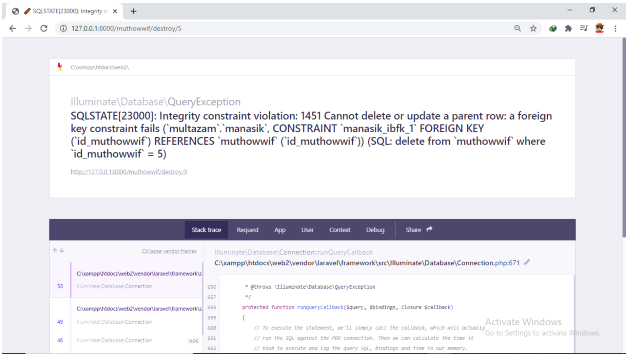 SQLSTATE[23000]: Integrity co
127.0.0.1:8000/muthowwif/destroy/5
C:\xampp\htdocs\web2\
Illuminate\Database\QueryException
SQLSTATE[23000]: Integrity constraint violation: 1451 Cannot delete or update a parent row: a foreign
key constraint fails (`multazam`.`manasik`, CONSTRAINT `manasik_ibfk_1` FOREIGN KEY
(`id_muthowwif`) REFERENCES `muthowwif` (`id_muthowwif`)) (SQL: delete from `muthowwif` where
`id_muthowwif` = 5)
http://127.0.0.1:8000/muthowwif/destroy/5
Stack trace Request App User Context Debug Share
Collapse vendor frames
Illuminate\Database\Connection::runQueryCallback
C:\xampp\htdocs\web2\vendor\laravel\framework\src\Illuminate\Database\Connection.php:671
C:\xampp\htdocs\web2\vendor\laravel\framework\s
50 Illuminate\Database\Connection
C:\xampp\htdocs\web2\vendor\laravel\framework\s
49 Illuminate\Database\Connection
48 Illuminate\Database\Connection
656 * @throws \Illuminate\Database\QueryException
657 */
658 protected function runQueryCallback($query, $bindings, Closure $callback)
659 {
660 // To execute the statement, we'll simply call the callback, which will actually
661 // run the SQL against the PDO connection. Then we can calculate the time it
662 // took to execute and log the query SQL, bindings and time in our memory.
Activate Windows
Go to Settings to activate Windows.